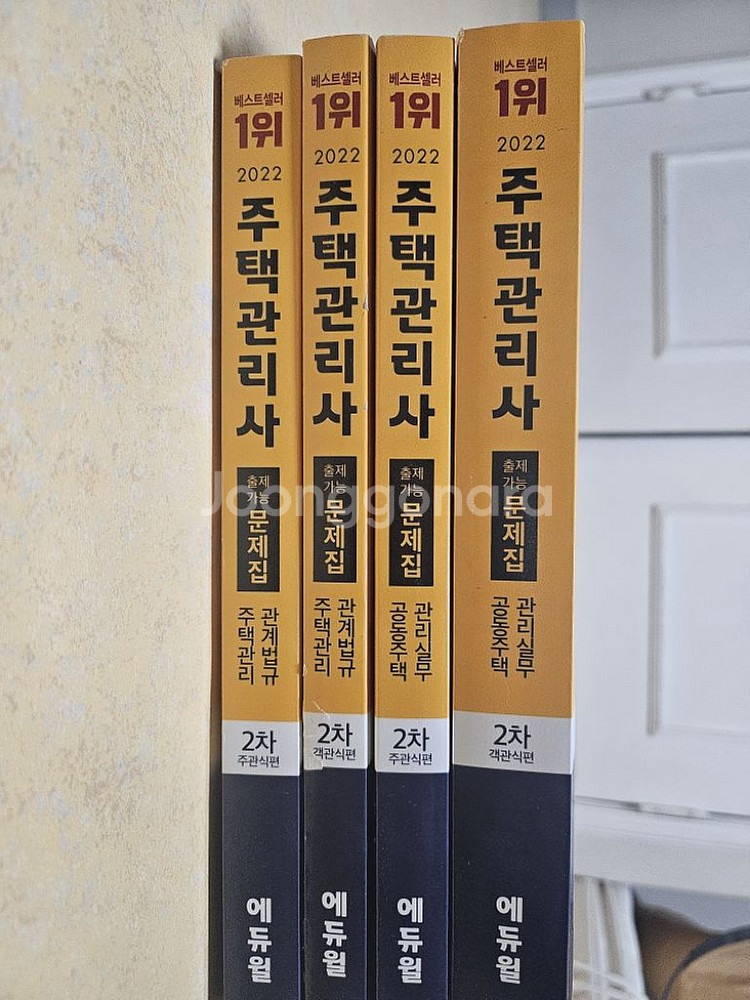 베스트셀러
1위
2022
주택관리사
출제
가능
문제집
주택관리
관계법규
2차
주관식편
에듀윌
베스트셀러
1위
2022
주택관리사
출제
가능
문제집
주택관리
관계법규
2차
객관식편
에듀윌
베스트셀러
1위
2022
주택관리사
출제
가능
문제집
공동주택
관리실무
2차
주관식편
에듀윌
베스트셀러
1위
2022
주택관리사
출제
가능
문제집
공동주택
관리실무
2차
객관식편
에듀윌
Joonggonara